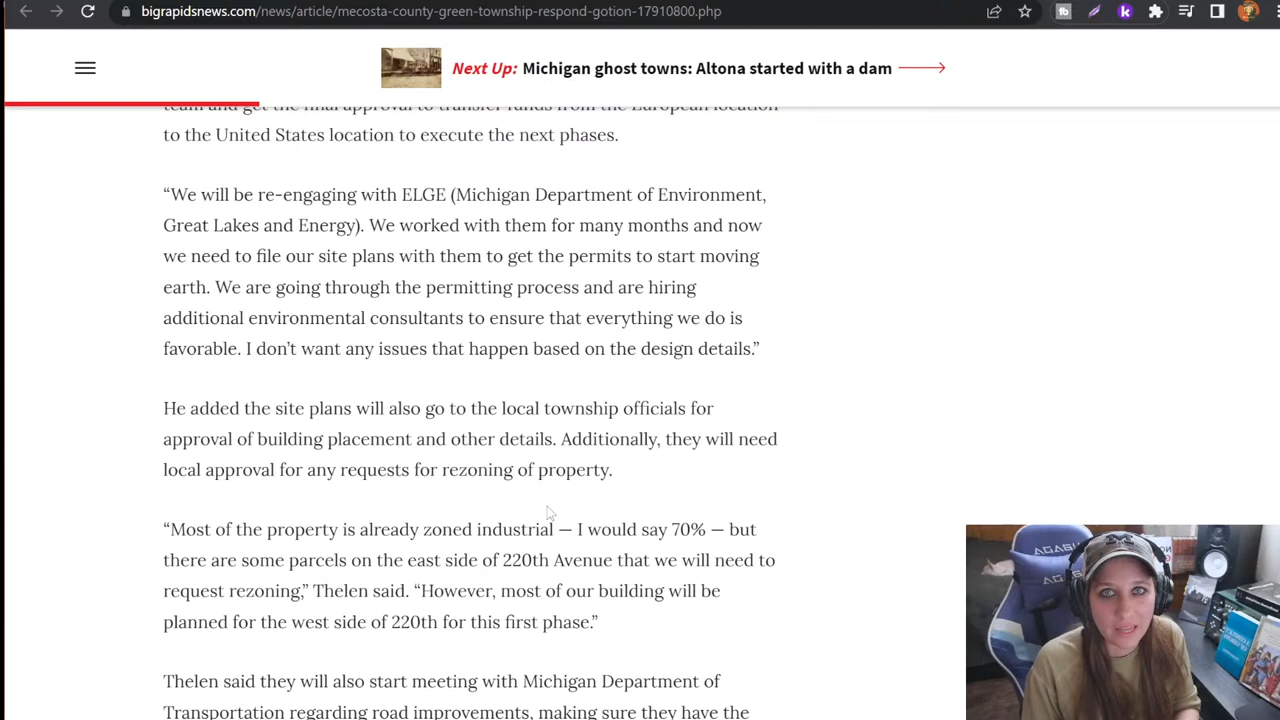 bigrapidsnews.com/news/article/mecosta-county-green-township-respond-gotion-17910800.php
Next Up: Michigan ghost towns: Altona started with a dam
team and get the final approval to transfer funds from the European location
to the United States location to execute the next phases.
“We will be re-engaging with ELGE (Michigan Department of Environment,
Great Lakes and Energy). We worked with them for many months and now
we need to file our site plans with them to get the permits to start moving
earth. We are going through the permitting process and are hiring
additional environmental consultants to ensure that everything we do is
favorable. I don’t want any issues that happen based on the design details.”
He added the site plans will also go to the local township officials for
approval of building placement and other details. Additionally, they will need
local approval for any requests for rezoning of property.
“Most of the property is already zoned industrial — I would say 70% — but
there are some parcels on the east side of 220th Avenue that we will need to
request rezoning,” Thelen said. “However, most of our building will be
planned for the west side of 220th for this first phase.”
Thelen said they will also start meeting with Michigan Department of
Transportation regarding road improvements, making sure they have the
AGASI